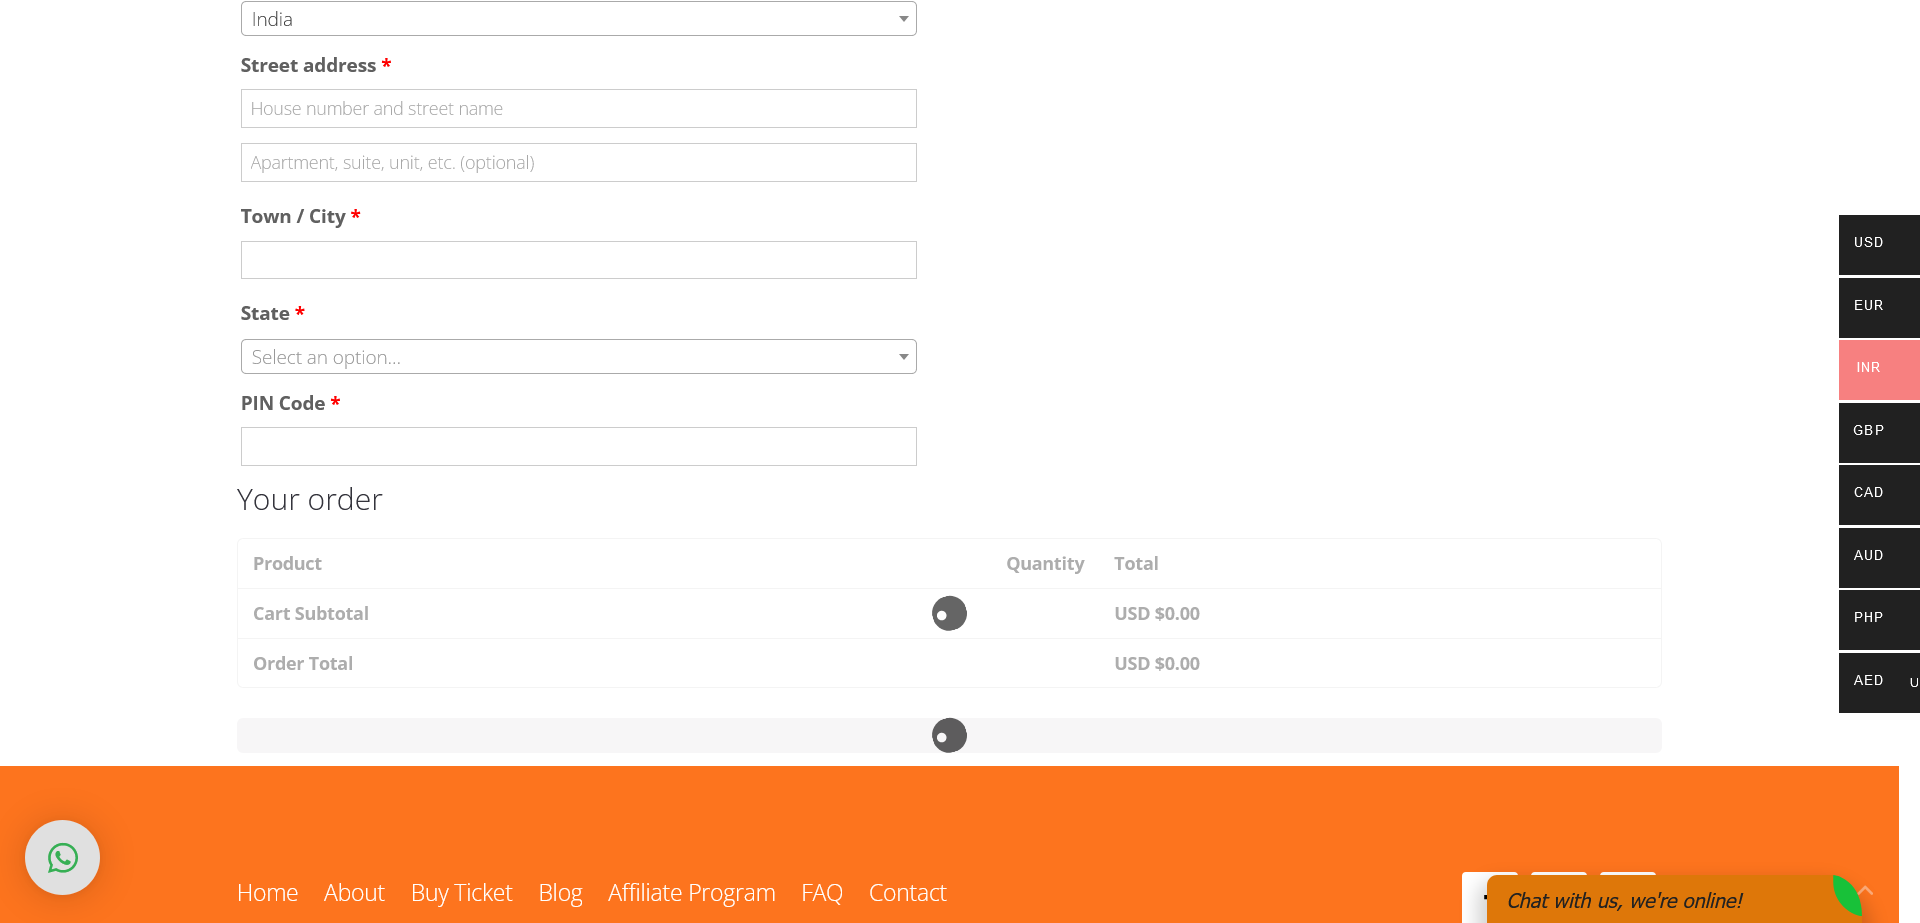 India
Street address *
House number and street name
Apartment, suite, unit, etc. (optional)
Town / City *
State *
Select an option...
PIN Code *
Your order
Product Quantity Total
Cart Subtotal USD $0.00
Order Total USD $0.00
USD
EUR
INR
GBP
CAD
AUD
PHP
AED U
Home About Buy Ticket Blog Affiliate Program FAQ Contact
Chat with us, we're online!